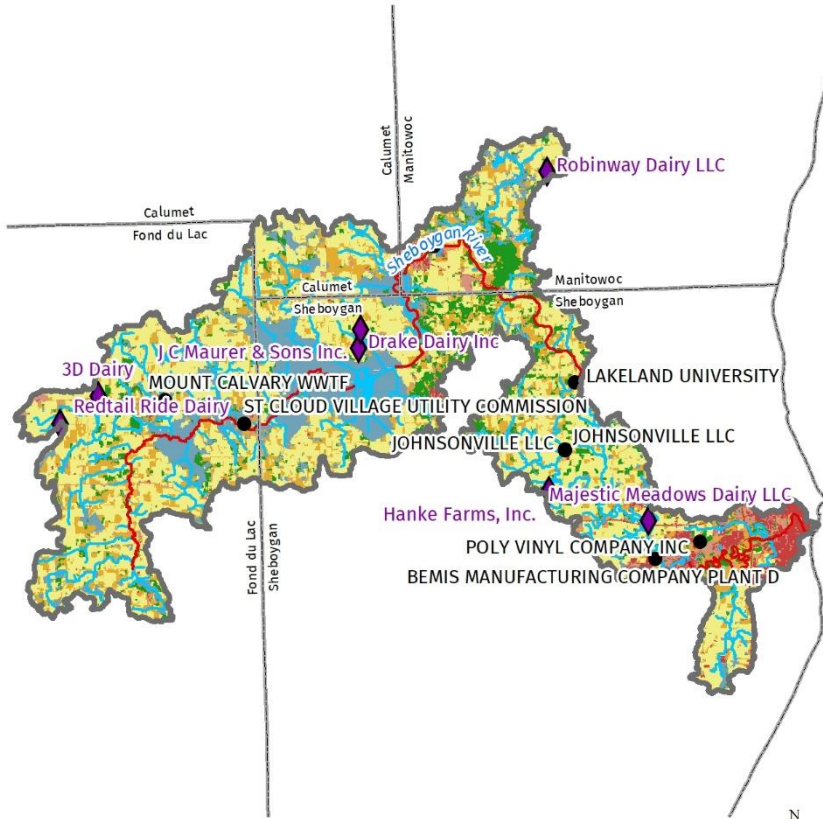 Calumet
Manitowoc
Robinway Dairy LLC
Calumet
Fond du Lac
Sheboygan River
Manitowoc
Sheboygan
Calumet
Sheboygan
Drake Dairy Inc
J C Maurer & Sons Inc.
3D Dairy
MOUNT CALVARY WWTF
LAKELAND UNIVERSITY
Redtail Ride Dairy
ST CLOUD VILLAGE UTILITY COMMISSION
JOHNSONVILLE LLC
JOHNSONVILLE LLC
Majestic Meadows Dairy LLC
Hanke Farms, Inc.
Fond du Lac
Sheboygan
POLY VINYL COMPANY INC
BEMIS MANUFACTURING COMPANY PLANT D
N